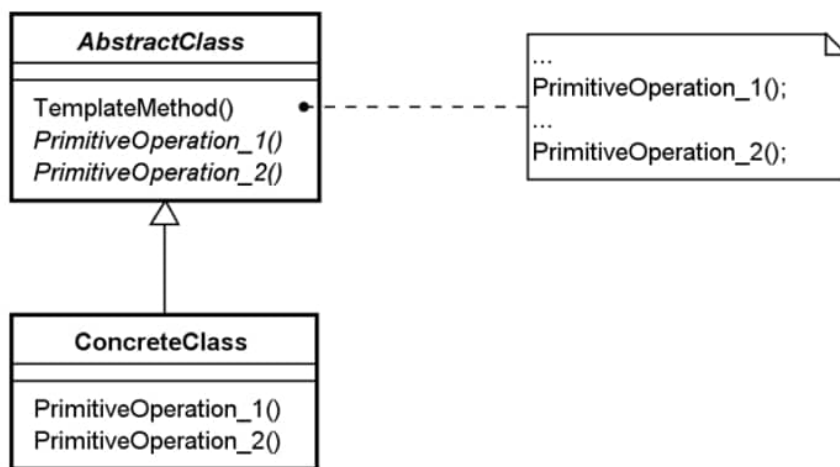 AbstractClass
TemplateMethod()
PrimitiveOperation_1()
PrimitiveOperation_2()
...
PrimitiveOperation_1();
...
PrimitiveOperation_2();
ConcreteClass
PrimitiveOperation_1()
PrimitiveOperation_2()